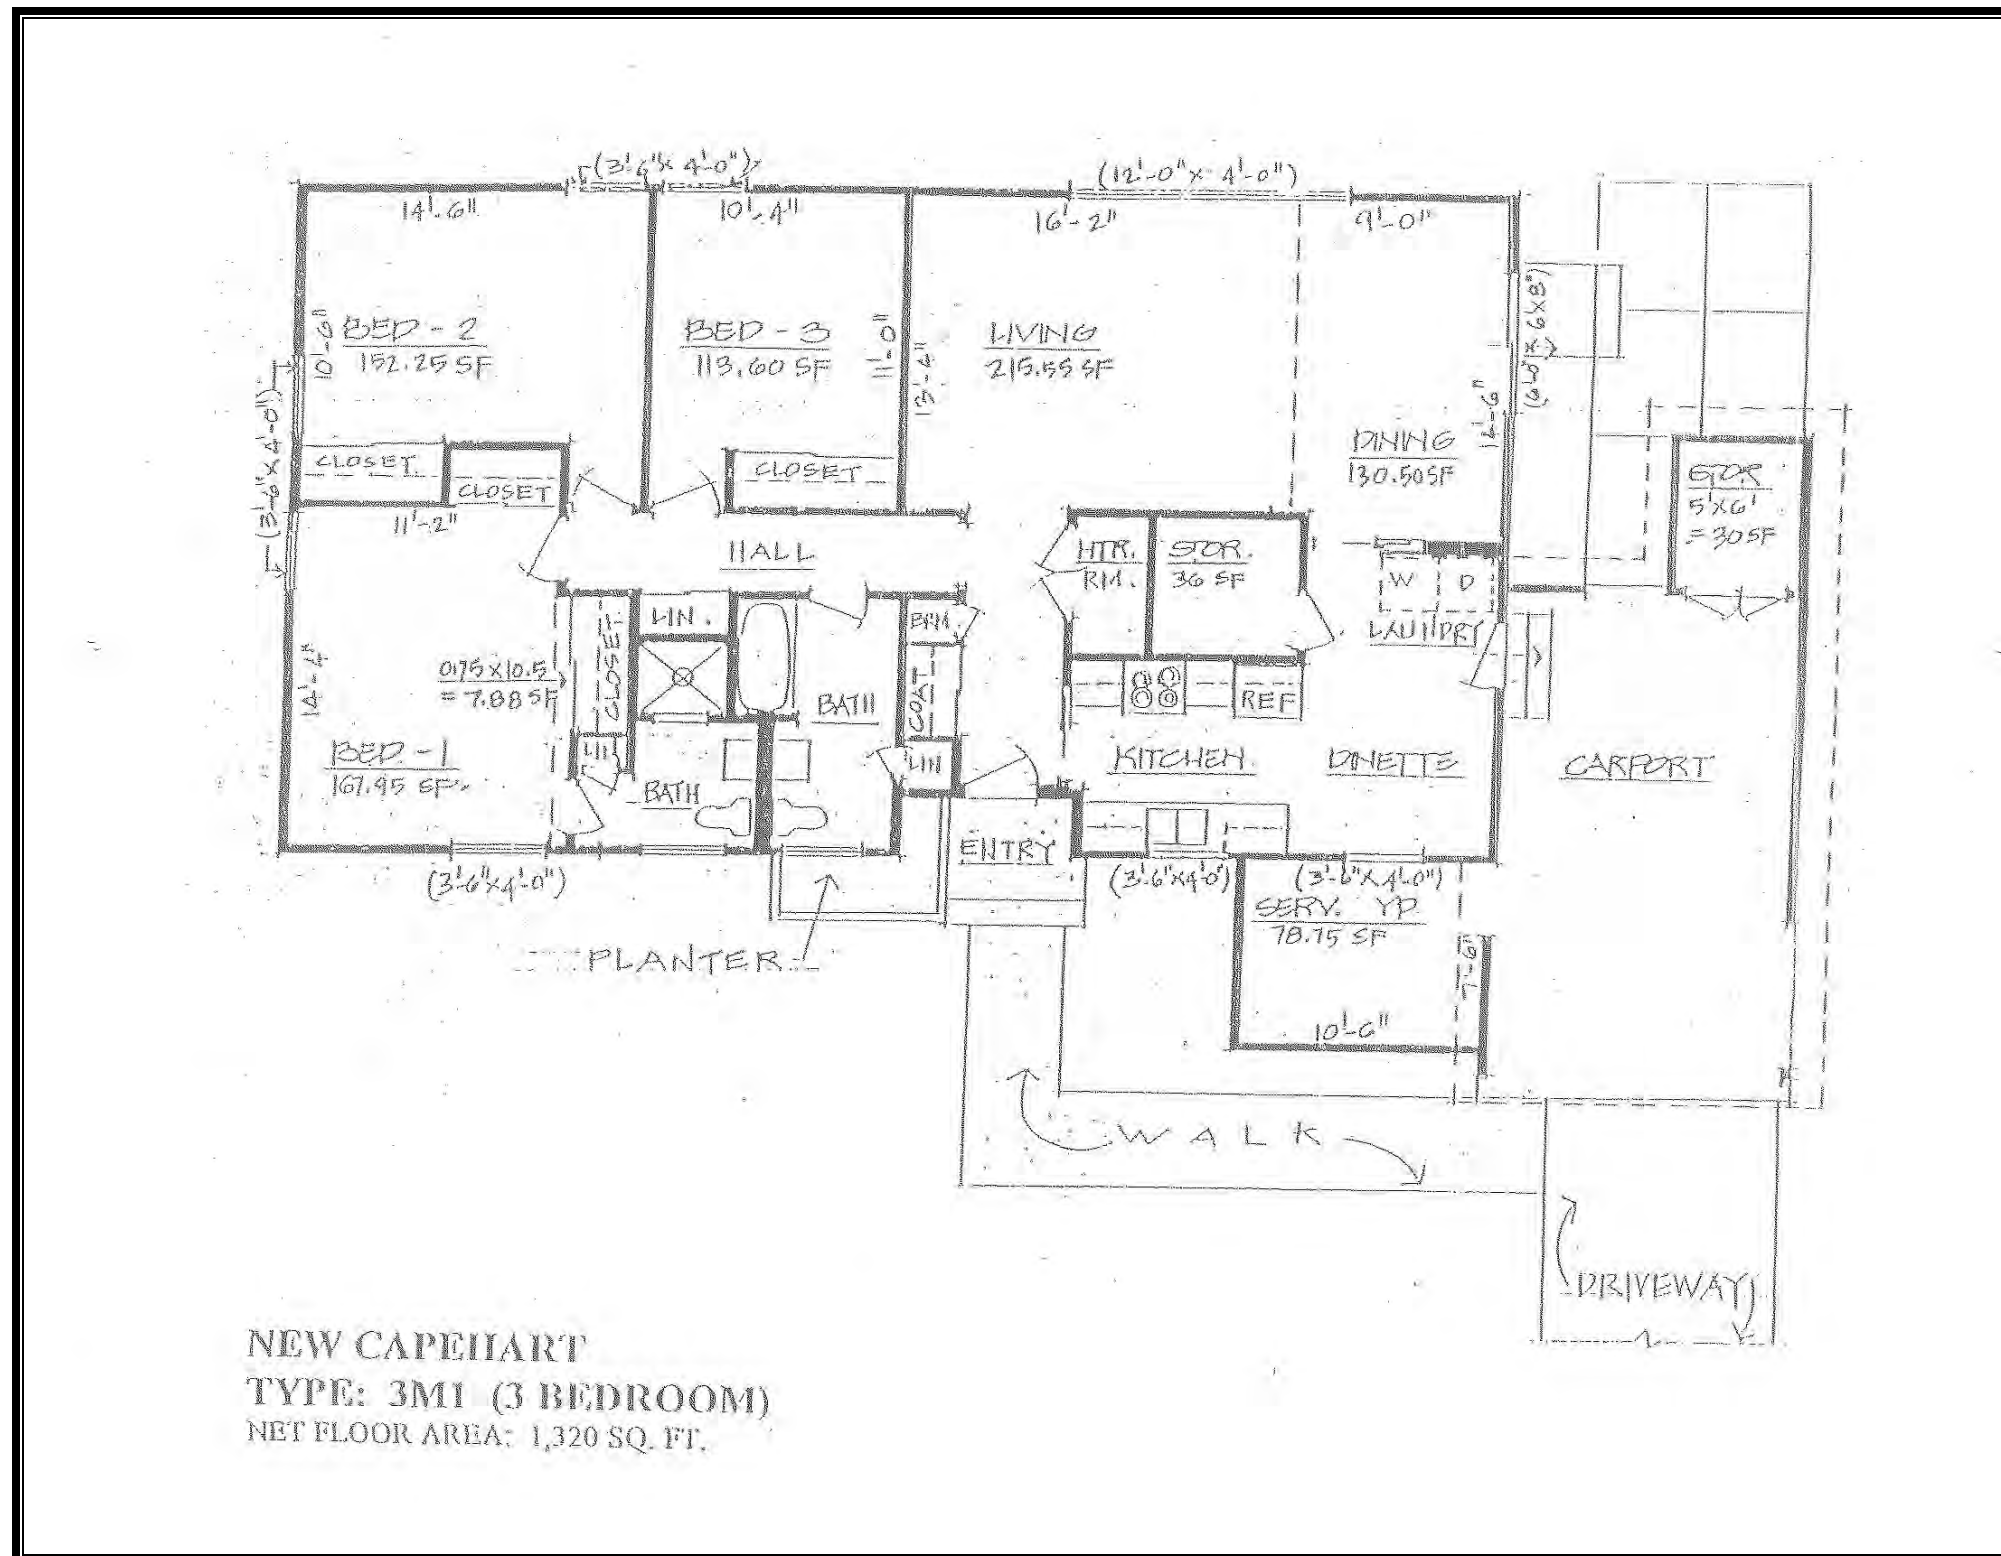 (3'-6" x 4'-0")
(12'-0" x 4'-0")
14'-6"
10'-4"
16'-2"
9'-0"
10'-6"
BED - 2
152.25 SF
BED - 3
113.60 SF
11'-0"
13'-4"
LIVING
215.55 SF
(6'-0" x 6'x8")
14'-6"
DINING
130.50 SF
(3'-6" x 4'-0")
CLOSET
CLOSET
CLOSET
STOR
5'x6'
= 30 SF
11'-2"
HALL
HTR.
RM.
STOR.
36 SF
W
D
LAUNDRY
LIN.
CLOSET
COAT
14'-4"
0.75 x 10.5
= 7.88 SF
BATH
REF
BED - 1
167.95 SF
LIN
LIN
BATH
KITCHEN
DINETTE
CARPORT
ENTRY
(3'-6"x4'-0")
(3'-6"x4'-0")
(3'-6"x4'-0")
SERV. YD.
78.75 SF
7'-6"
10'-6"
PLANTER
WALK
DRIVEWAY
NEW CAPEHART
TYPE: 3M1 (3 BEDROOM)
NET FLOOR AREA: 1,320 SQ. FT.